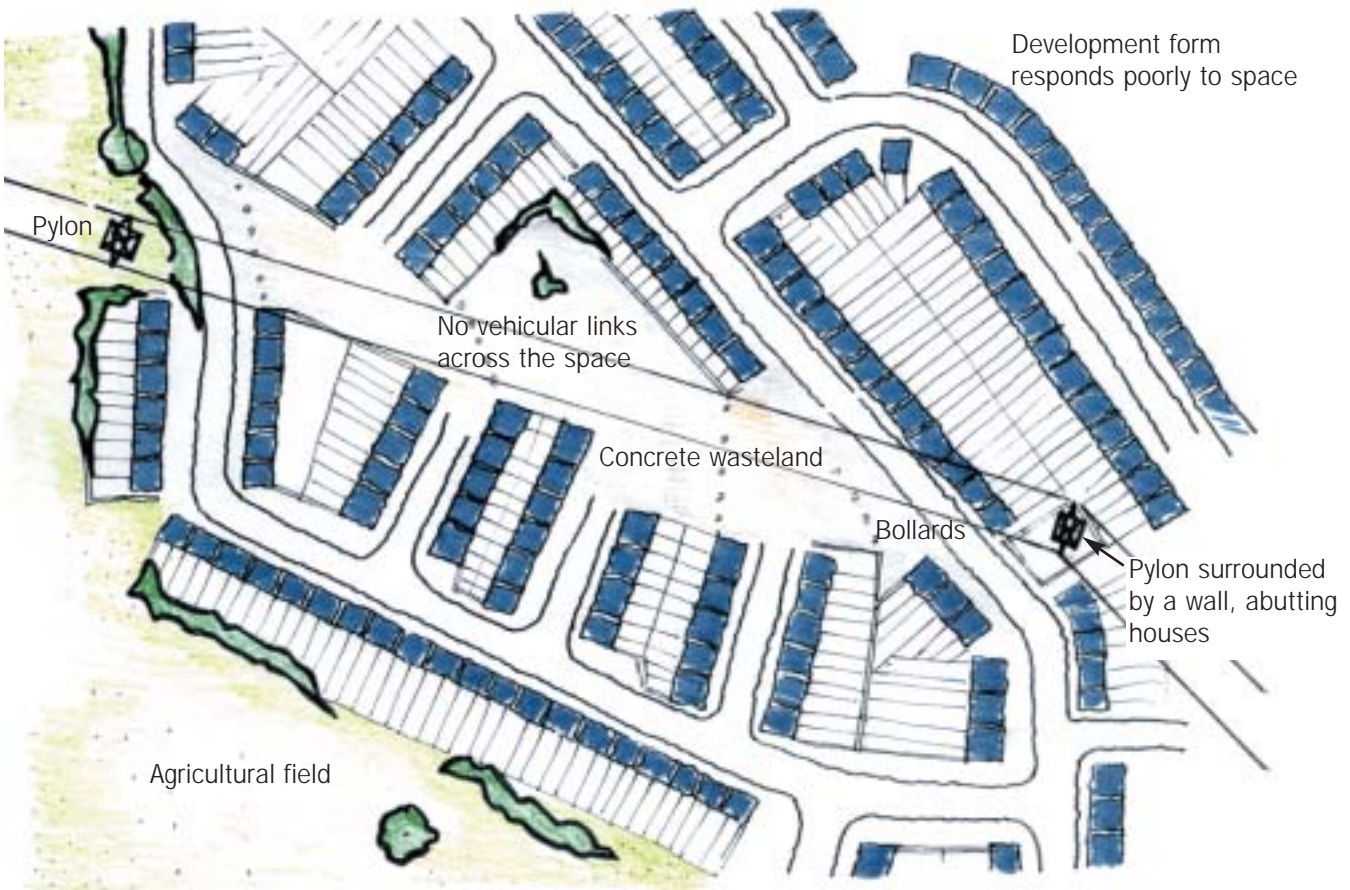 Development form
responds poorly to space
Pylon
No vehicular links
across the space
Concrete wasteland
Bollards
Pylon surrounded
by a wall, abutting
houses
Agricultural field